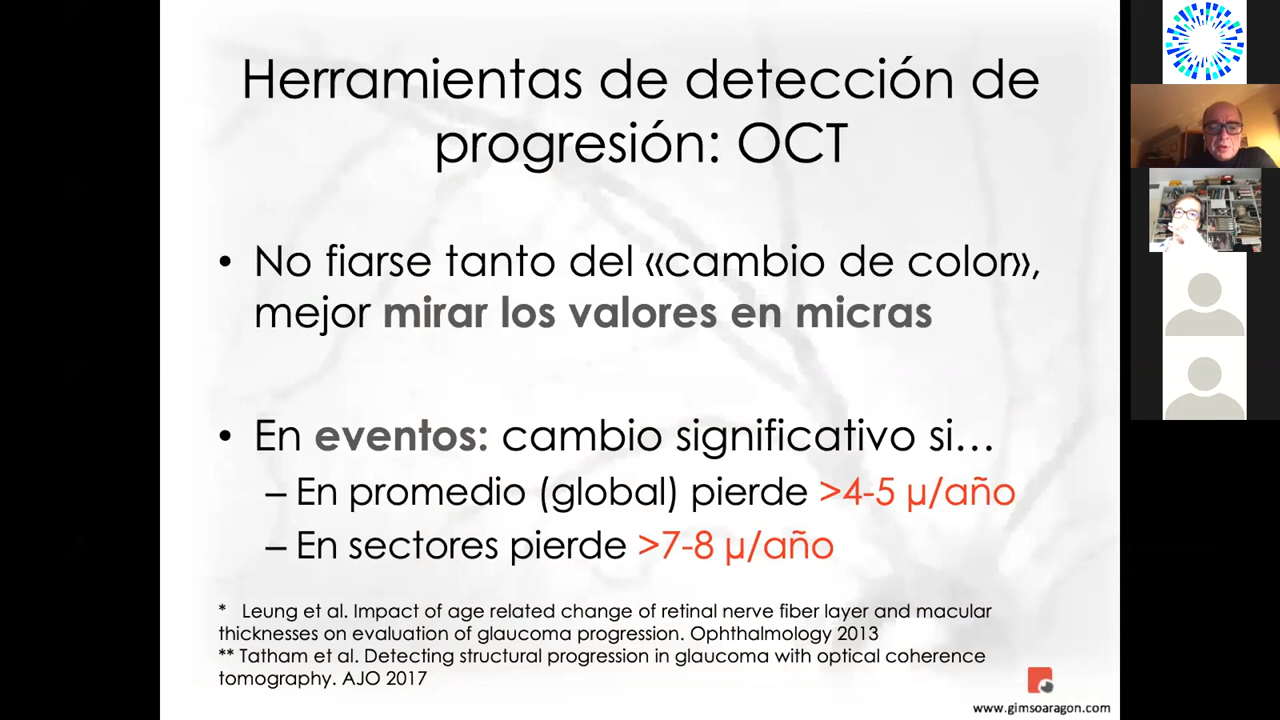 Herramientas de detección de
progresión: OCT
• No fiarse tanto del «cambio de color»,
mejor mirar los valores en micras
• En eventos: cambio significativo si…
– En promedio (global) pierde >4-5 µ/año
– En sectores pierde >7-8 µ/año
* Leung et al. Impact of age related change of retinal nerve fiber layer and macular
thicknesses on evaluation of glaucoma progression. Ophthalmology 2013
** Tatham et al. Detecting structural progression in glaucoma with optical coherence
tomography. AJO 2017
www.gimsoaragon.com